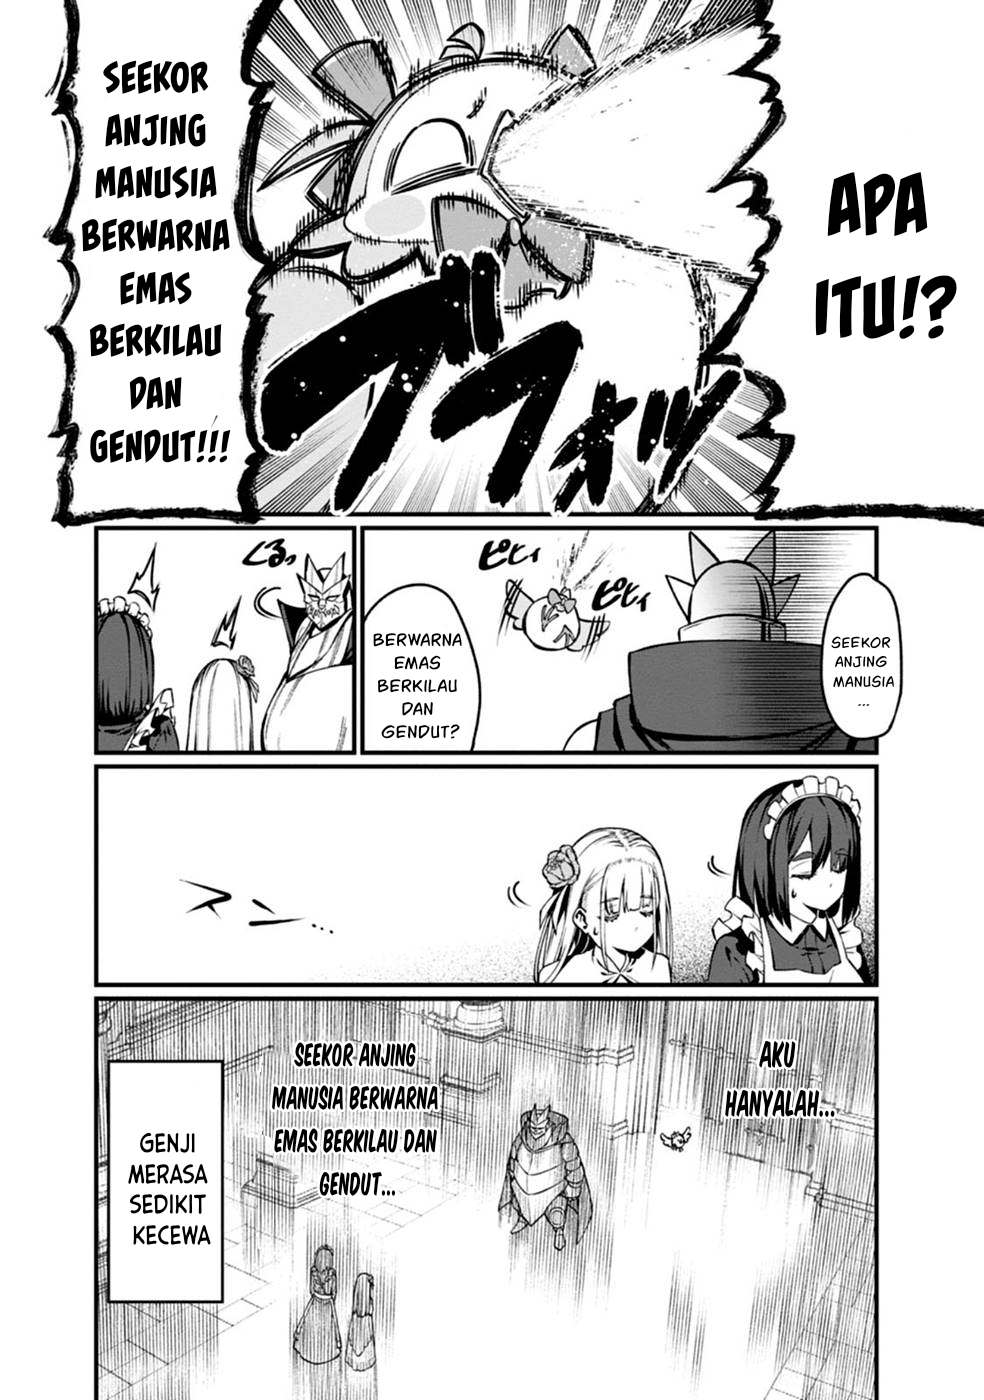 APA
ITU!?
SEEKOR
ANJING
MANUSIA
BERWARNA
EMAS
BERKILAU
DAN
GENDUT!!!
ブフォッ
SEEKOR
ANJING
MANUSIA
...
ピピィ
ピピィ
BERWARNA
EMAS
BERKILAU
DAN
GENDUT?
くるっ
スン…
AKU
HANYALAH...
SEEKOR ANJING
MANUSIA BERWARNA
EMAS BERKILAU DAN
GENDUT...
GENJI
MERASA
SEDIKIT
KECEWA